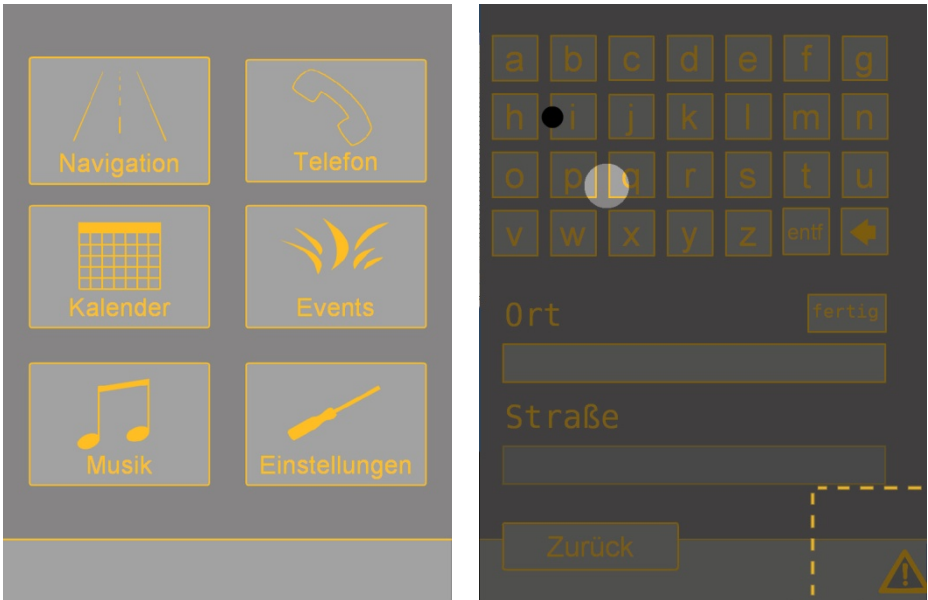 Navigation
Telefon
Kalender
Events
Musik
Einstellungen
a b c d e f g
h i j k l m n
o p q r s t u
v w x y z entf
Ort
fertig
Straße
Zurück